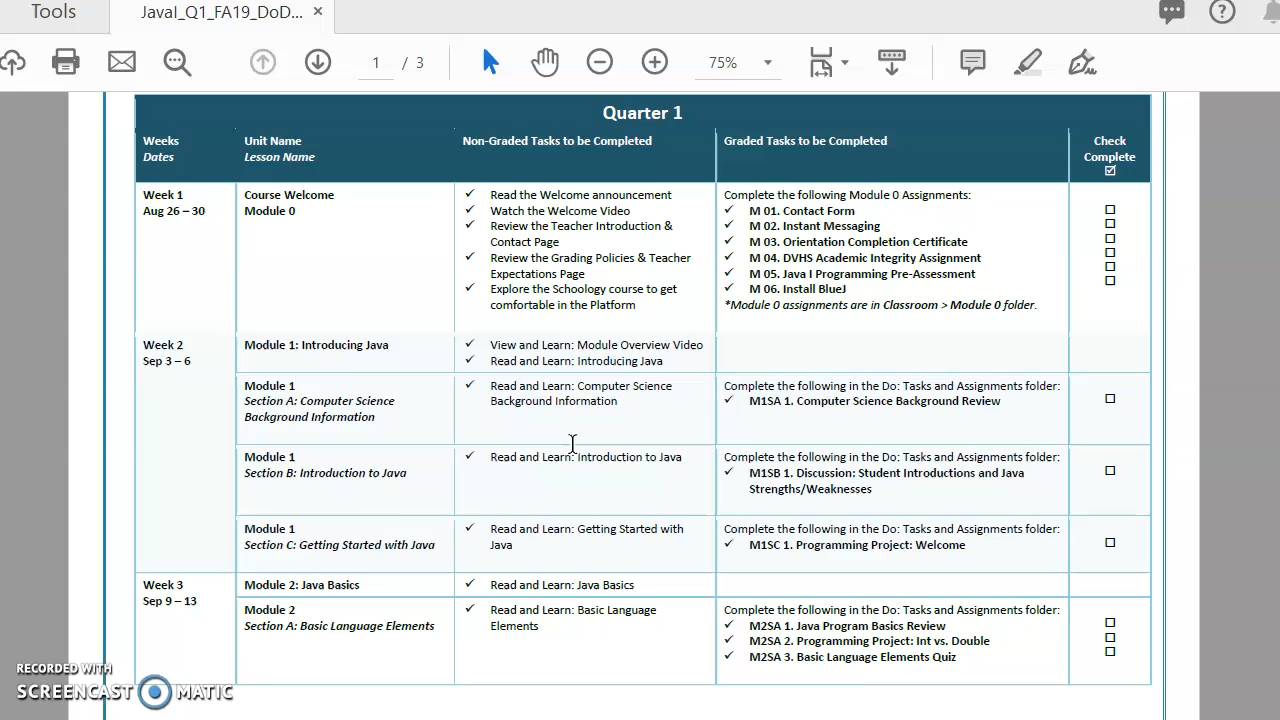 Tools
JavaI_Q1_FA19_DoD... ×
1 / 3
75%
Quarter 1
Weeks
Dates
Unit Name
Lesson Name
Non-Graded Tasks to be Completed
Graded Tasks to be Completed
Check
Complete
☑
Week 1
Aug 26 – 30
Course Welcome
Module 0
✓ Read the Welcome announcement
✓ Watch the Welcome Video
✓ Review the Teacher Introduction &
Contact Page
✓ Review the Grading Policies & Teacher
Expectations Page
✓ Explore the Schoology course to get
comfortable in the Platform
Complete the following Module 0 Assignments:
✓ M 01. Contact Form
✓ M 02. Instant Messaging
✓ M 03. Orientation Completion Certificate
✓ M 04. DVHS Academic Integrity Assignment
✓ M 05. Java I Programming Pre-Assessment
✓ M 06. Install BlueJ
*Module 0 assignments are in Classroom > Module 0 folder.
☐
☐
☐
☐
☐
☐
Week 2
Sep 3 – 6
Module 1: Introducing Java
✓ View and Learn: Module Overview Video
✓ Read and Learn: Introducing Java
Module 1
Section A: Computer Science
Background Information
✓ Read and Learn: Computer Science
Background Information
Complete the following in the Do: Tasks and Assignments folder:
✓ M1SA 1. Computer Science Background Review
☐
Module 1
Section B: Introduction to Java
✓ Read and Learn: Introduction to Java
Complete the following in the Do: Tasks and Assignments folder:
✓ M1SB 1. Discussion: Student Introductions and Java
Strengths/Weaknesses
☐
Module 1
Section C: Getting Started with Java
✓ Read and Learn: Getting Started with
Java
Complete the following in the Do: Tasks and Assignments folder:
✓ M1SC 1. Programming Project: Welcome
☐
Week 3
Sep 9 – 13
Module 2: Java Basics
✓ Read and Learn: Java Basics
Module 2
Section A: Basic Language Elements
✓ Read and Learn: Basic Language
Elements
Complete the following in the Do: Tasks and Assignments folder:
✓ M2SA 1. Java Program Basics Review
✓ M2SA 2. Programming Project: Int vs. Double
✓ M2SA 3. Basic Language Elements Quiz
☐
☐
☐
RECORDED WITH
SCREENCAST MATIC